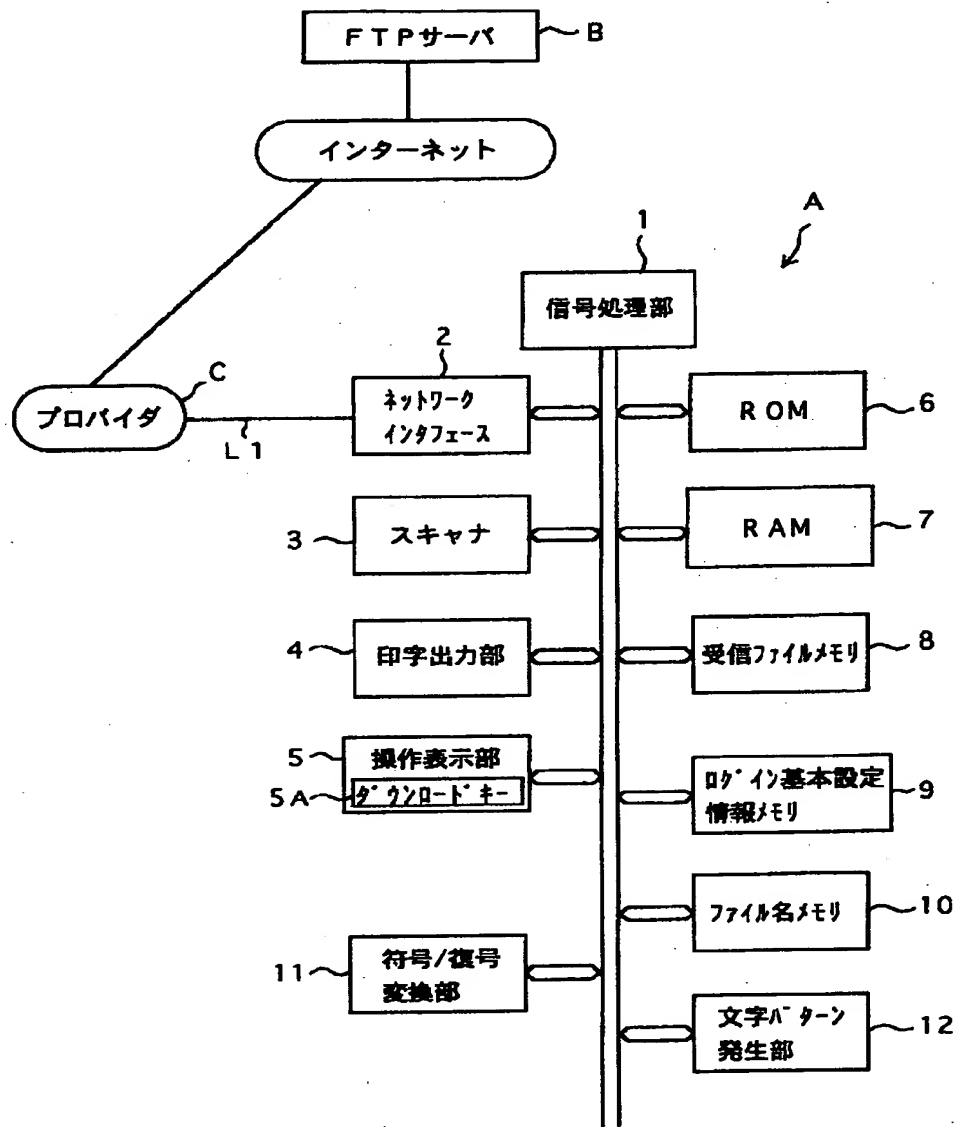 FTPサーバ
B
インターネット
A
1
信号処理部
2
C
プロバイダ
L1
ネットワーク
インタフェース
ROM
6
3
スキャナ
RAM
7
4
印字出力部
受信ファイルメモリ
8
5
操作表示部
5A
ダウンロードキー
ログイン基本設定
情報メモリ
9
ファイル名メモリ
10
11
符号/復号
変換部
文字パターン
発生部
12